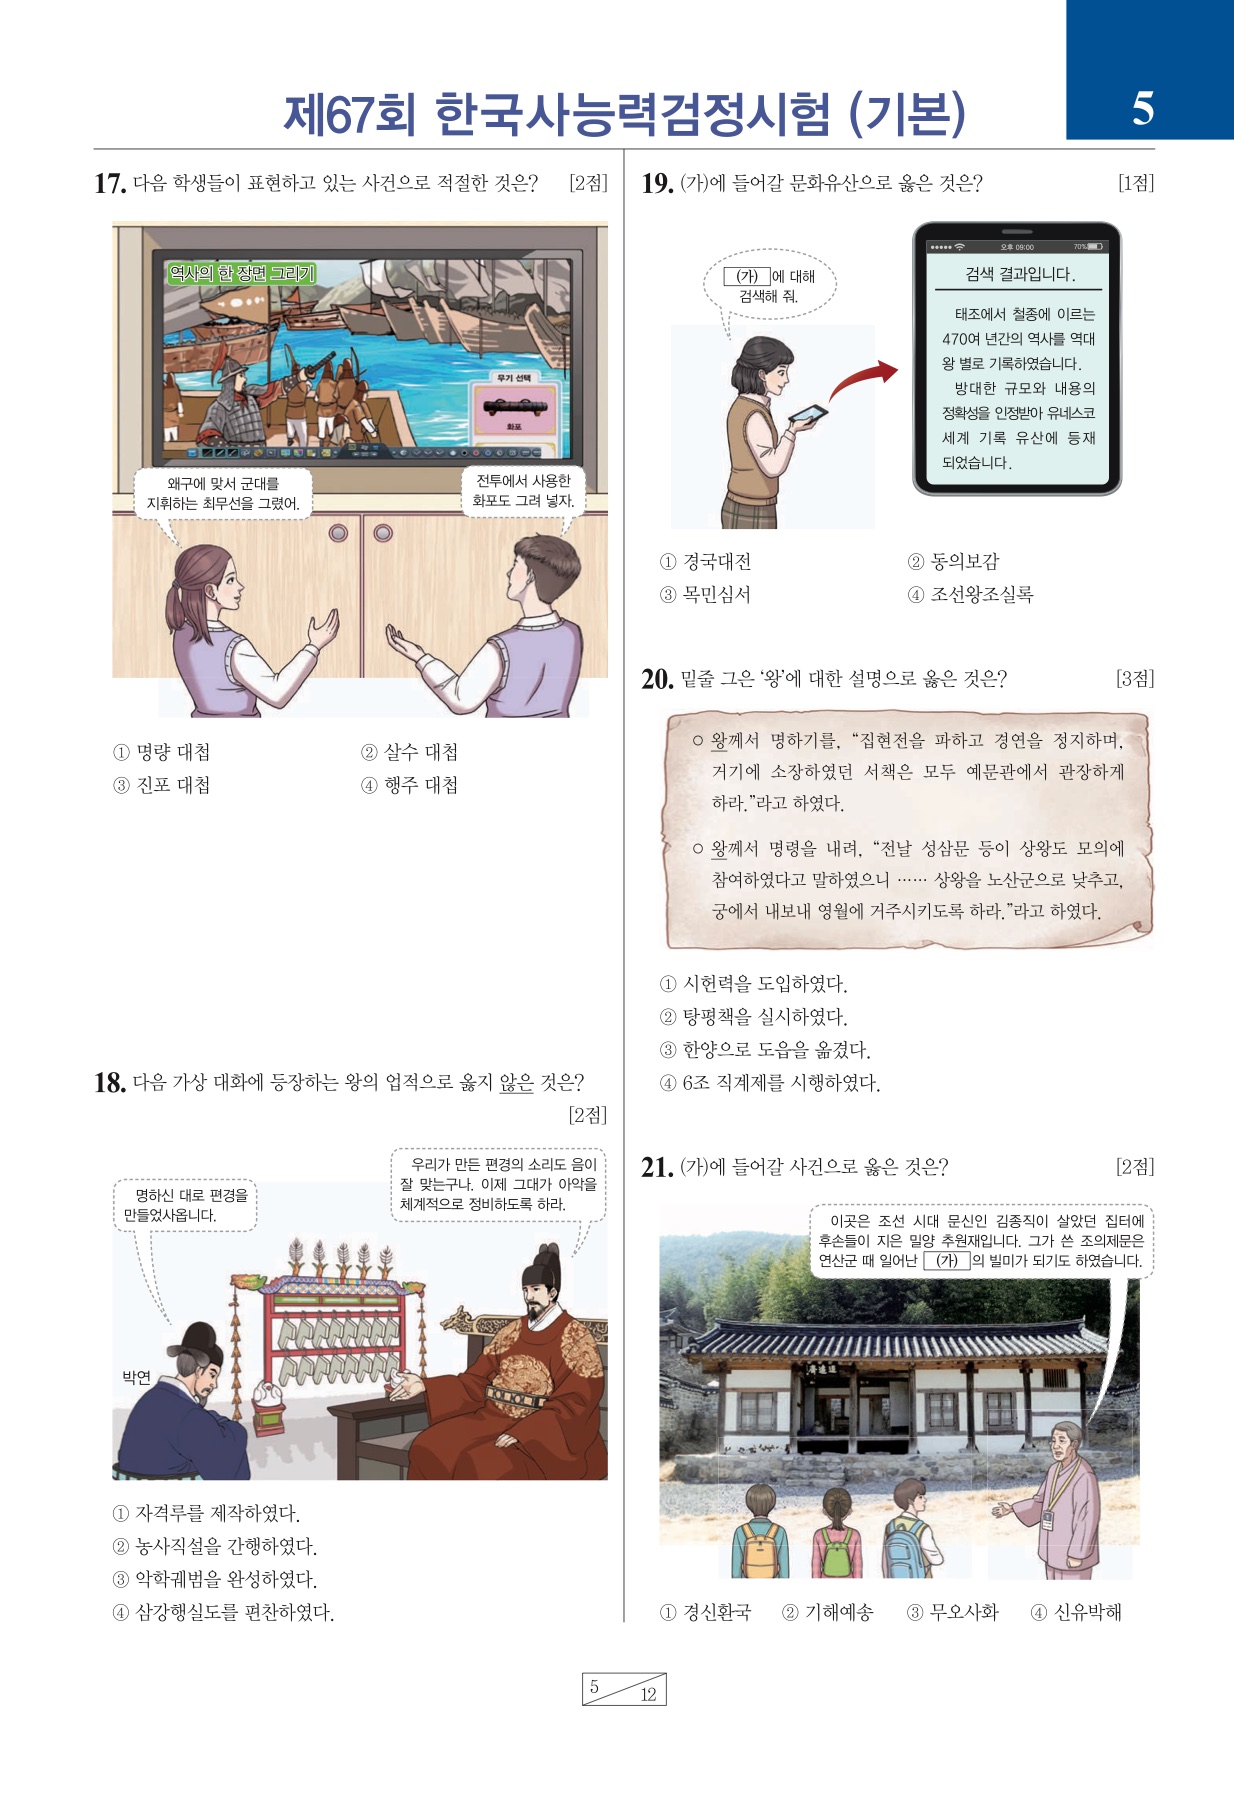 제67회 한국사능력검정시험 (기본)
5
17. 다음 학생들이 표현하고 있는 사건으로 적절한 것은? [2점]
역사의 한 장면 그리기
무기 선택
화포
왜구에 맞서 군대를
지휘하는 최무선을 그렸어.
전투에서 사용한
화포도 그려 넣자.
① 명량 대첩 ② 살수 대첩
③ 진포 대첩 ④ 행주 대첩
18. 다음 가상 대화에 등장하는 왕의 업적으로 옳지 않은 것은?
[2점]
명하신 대로 편경을
만들었사옵니다.
우리가 만든 편경의 소리도 음이
잘 맞는구나. 이제 그대가 아악을
체계적으로 정비하도록 하라.
박연
① 자격루를 제작하였다.
② 농사직설을 간행하였다.
③ 악학궤범을 완성하였다.
④ 삼강행실도를 편찬하였다.
19. (가)에 들어갈 문화유산으로 옳은 것은? [1점]
(가) 에 대해
검색해 줘.
오후 09:00 70%
검색 결과입니다.
태조에서 철종에 이르는
470여 년간의 역사를 역대
왕 별로 기록하였습니다.
방대한 규모와 내용의
정확성을 인정받아 유네스코
세계 기록 유산에 등재
되었습니다.
① 경국대전 ② 동의보감
③ 목민심서 ④ 조선왕조실록
20. 밑줄 그은 ‘왕’에 대한 설명으로 옳은 것은? [3점]
○ 왕께서 명하기를, “집현전을 파하고 경연을 정지하며,
거기에 소장하였던 서책은 모두 예문관에서 관장하게
하라.”라고 하였다.
○ 왕께서 명령을 내려, “전날 성삼문 등이 상왕도 모의에
참여하였다고 말하였으니 …… 상왕을 노산군으로 낮추고,
궁에서 내보내 영월에 거주시키도록 하라.”라고 하였다.
① 시헌력을 도입하였다.
② 탕평책을 실시하였다.
③ 한양으로 도읍을 옮겼다.
④ 6조 직계제를 시행하였다.
21. (가)에 들어갈 사건으로 옳은 것은? [2점]
이곳은 조선 시대 문신인 김종직이 살았던 집터에
후손들이 지은 밀양 추원재입니다. 그가 쓴 조의제문은
연산군 때 일어난 (가) 의 빌미가 되기도 하였습니다.
① 경신환국 ② 기해예송 ③ 무오사화 ④ 신유박해
5
12